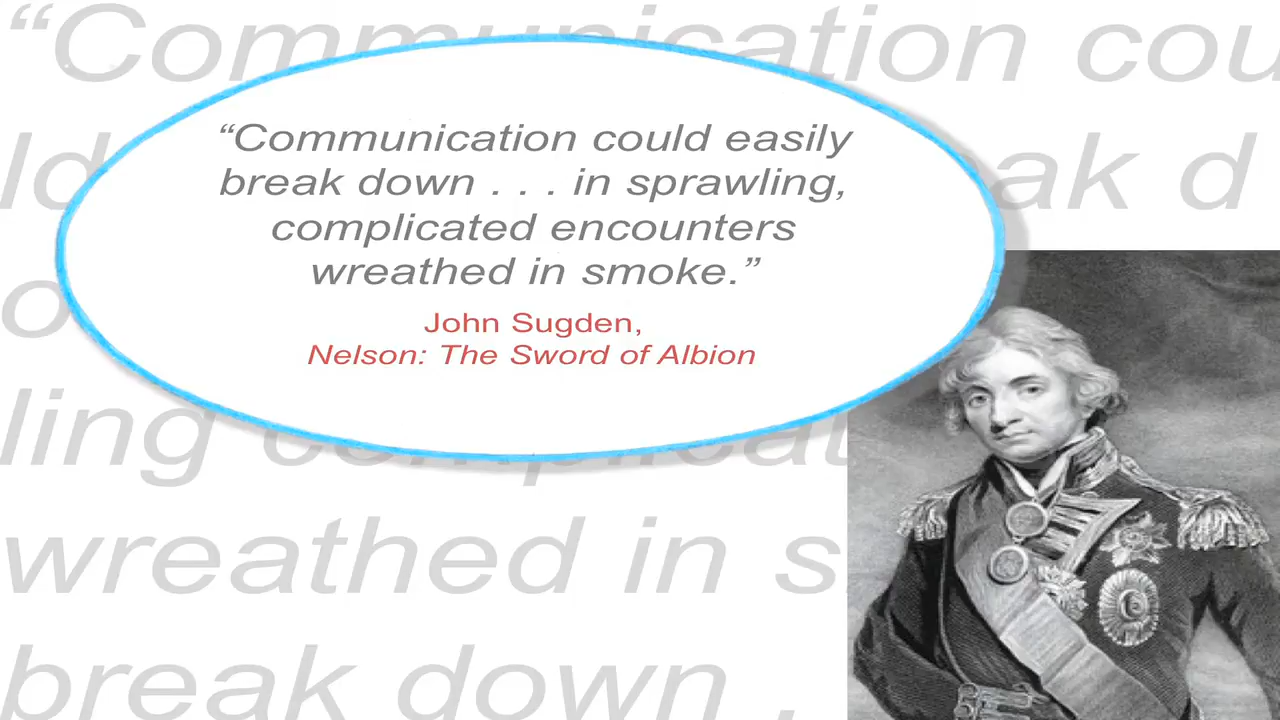 “Communication cou
ld
ak d
o
“Communication could easily
break down . . . in sprawling,
complicated encounters
wreathed in smoke.”
John Sugden,
Nelson: The Sword of Albion
ling complicat
wreathed in s
break down .